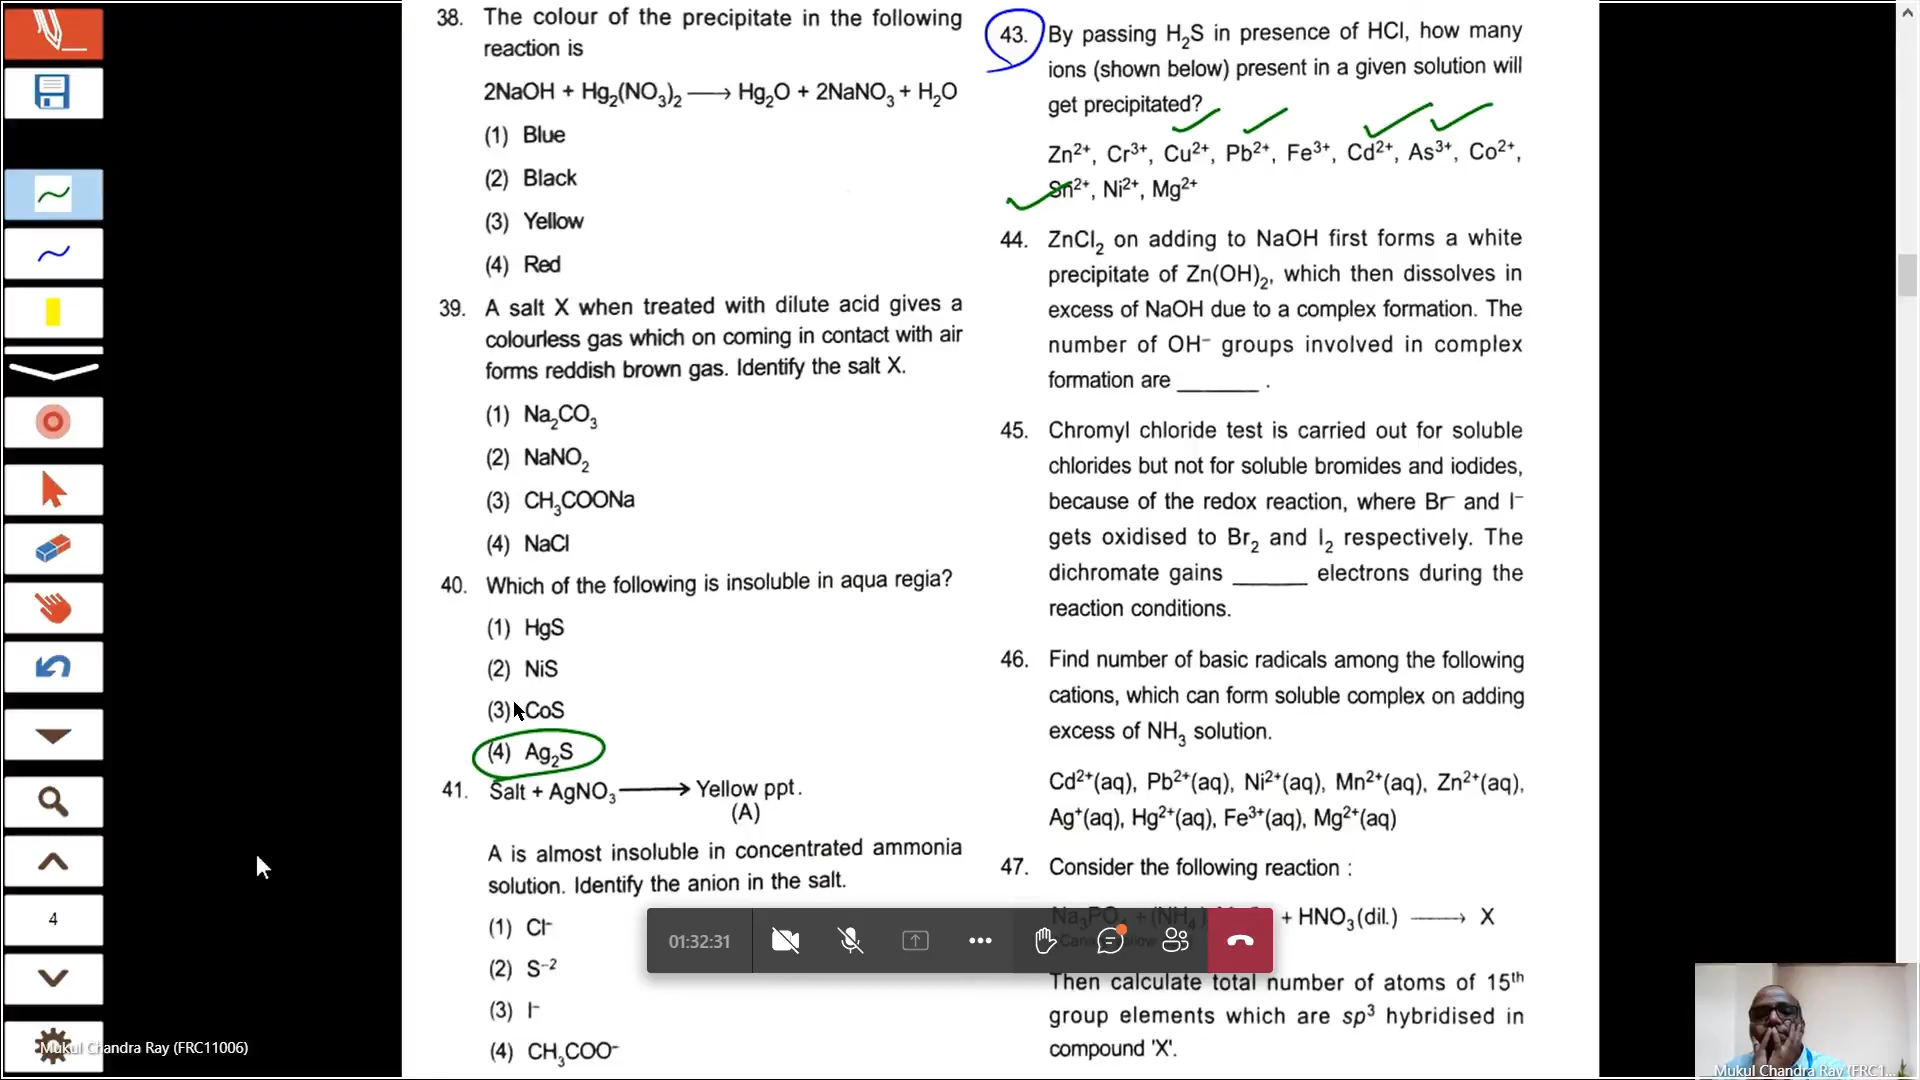 38. The colour of the precipitate in the following
reaction is
2NaOH + Hg₂(NO₃)₂ ⟶ Hg₂O + 2NaNO₃ + H₂O
(1) Blue
(2) Black
(3) Yellow
(4) Red
39. A salt X when treated with dilute acid gives a
colourless gas which on coming in contact with air
forms reddish brown gas. Identify the salt X.
(1) Na₂CO₃
(2) NaNO₂
(3) CH₃COONa
(4) NaCl
40. Which of the following is insoluble in aqua regia?
(1) HgS
(2) NiS
(3) CoS
(4) Ag₂S
41. Salt + AgNO₃ ⟶ Yellow ppt.
(A)
A is almost insoluble in concentrated ammonia
solution. Identify the anion in the salt.
(1) Cl⁻
(2) S⁻²
(3) I⁻
(4) CH₃COO⁻
43. By passing H₂S in presence of HCl, how many
ions (shown below) present in a given solution will
get precipitated?
Zn²⁺, Cr³⁺, Cu²⁺, Pb²⁺, Fe³⁺, Cd²⁺, As³⁺, Co²⁺,
Sn²⁺, Ni²⁺, Mg²⁺
44. ZnCl₂ on adding to NaOH first forms a white
precipitate of Zn(OH)₂, which then dissolves in
excess of NaOH due to a complex formation. The
number of OH⁻ groups involved in complex
formation are _______ .
45. Chromyl chloride test is carried out for soluble
chlorides but not for soluble bromides and iodides,
because of the redox reaction, where Br⁻ and I⁻
gets oxidised to Br₂ and I₂ respectively. The
dichromate gains ______ electrons during the
reaction conditions.
46. Find number of basic radicals among the following
cations, which can form soluble complex on adding
excess of NH₃ solution.
Cd²⁺(aq), Pb²⁺(aq), Ni²⁺(aq), Mn²⁺(aq), Zn²⁺(aq),
Ag⁺(aq), Hg²⁺(aq), Fe³⁺(aq), Mg²⁺(aq)
47. Consider the following reaction :
Na₃PO₄ + + HNO₃(dil.) ⟶ X
Then calculate total number of atoms of 15ᵗʰ
group elements which are sp³ hybridised in
compound 'X'.
4
01:32:31
Mukul Chandra Ray (FRC11006)
Mukul Chandra Ray (FRC1...